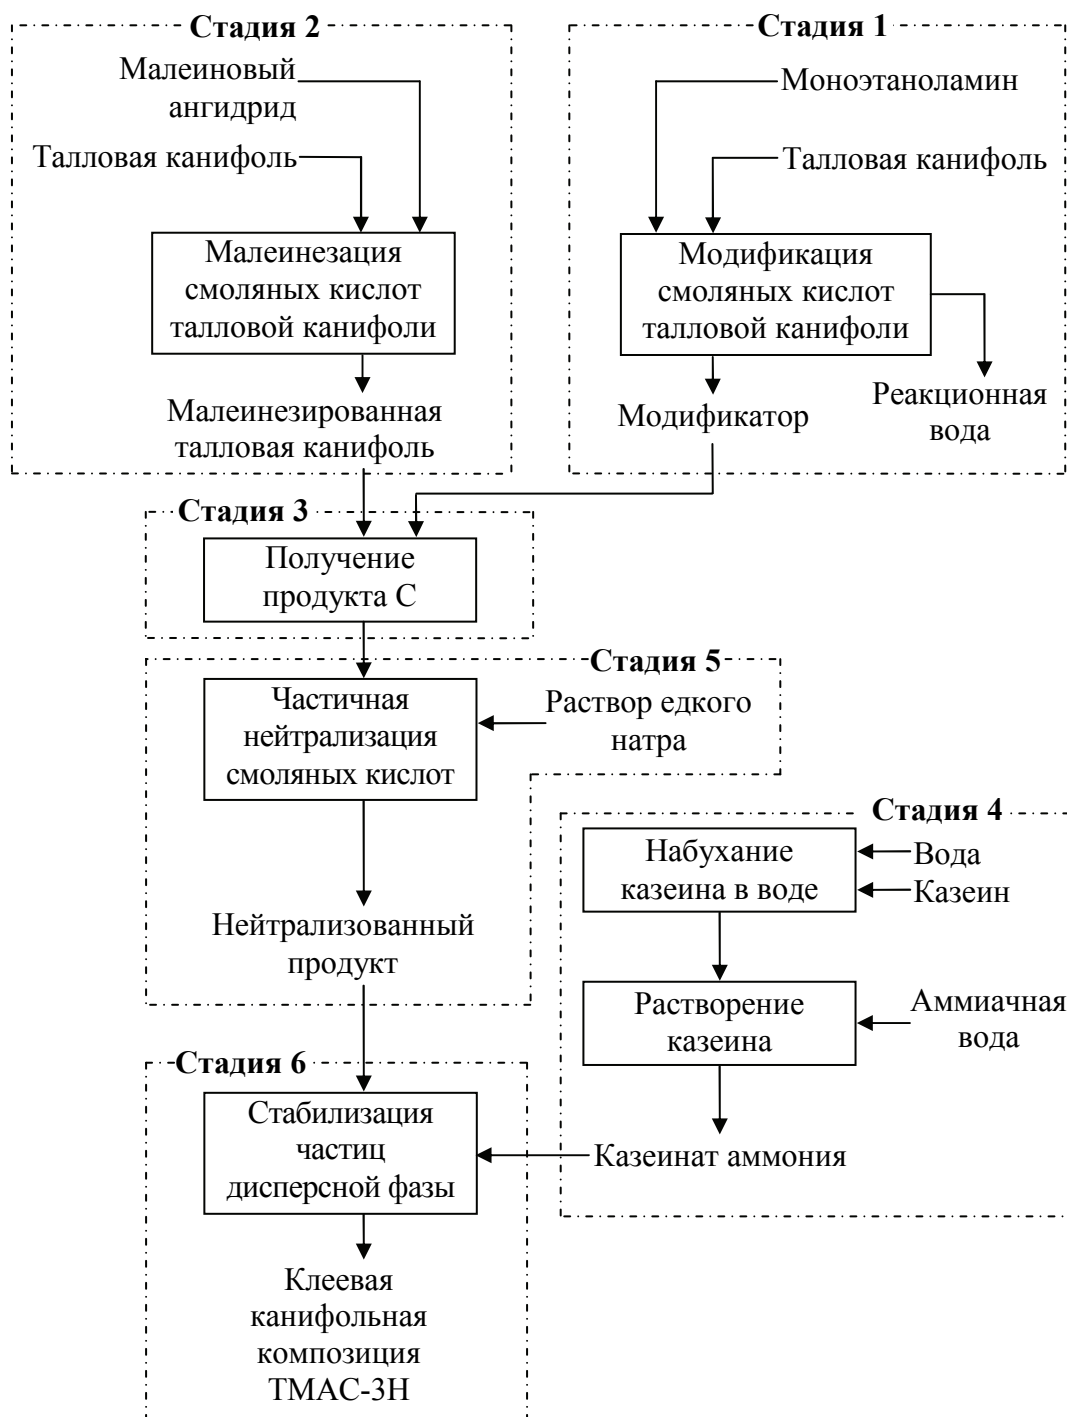 Стадия 2
Малеиновый
ангидрид
Талловая канифоль
Малеинезация
смоляных кислот
талловой канифоли
Малеинезированная
талловая канифоль
Стадия 1
Моноэтаноламин
Талловая канифоль
Модификация
смоляных кислот
талловой канифоли
Модификатор
Реакционная
вода
Стадия 3
Получение
продукта С
Стадия 5
Частичная
нейтрализация
смоляных кислот
Раствор едкого
натра
Нейтрализованный
продукт
Стадия 4
Набухание
казеина в воде
Вода
Казеин
Растворение
казеина
Аммиачная
вода
Казеинат аммония
Стадия 6
Стабилизация
частиц
дисперсной фазы
Клеевая
канифольная
композиция
ТМАС-3Н